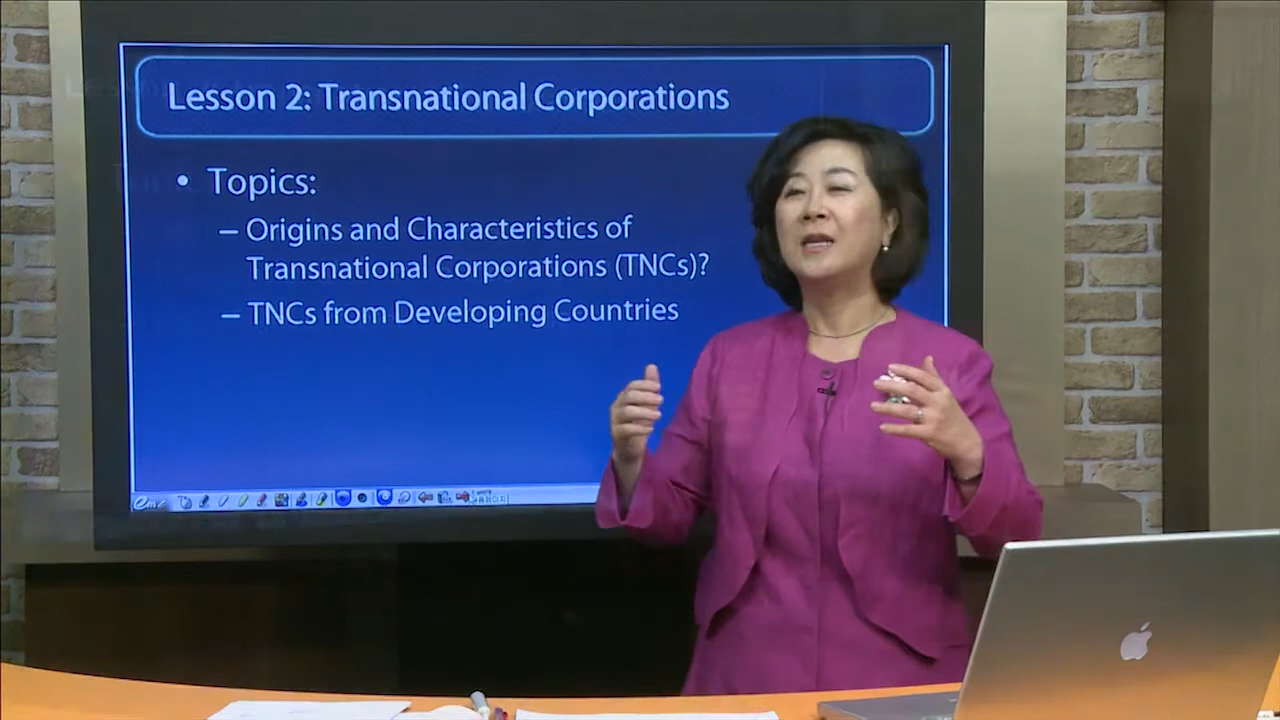 Lesson 2: Transnational Corporations
• Topics:
– Origins and Characteristics of
Transnational Corporations (TNCs)?
– TNCs from Developing Countries